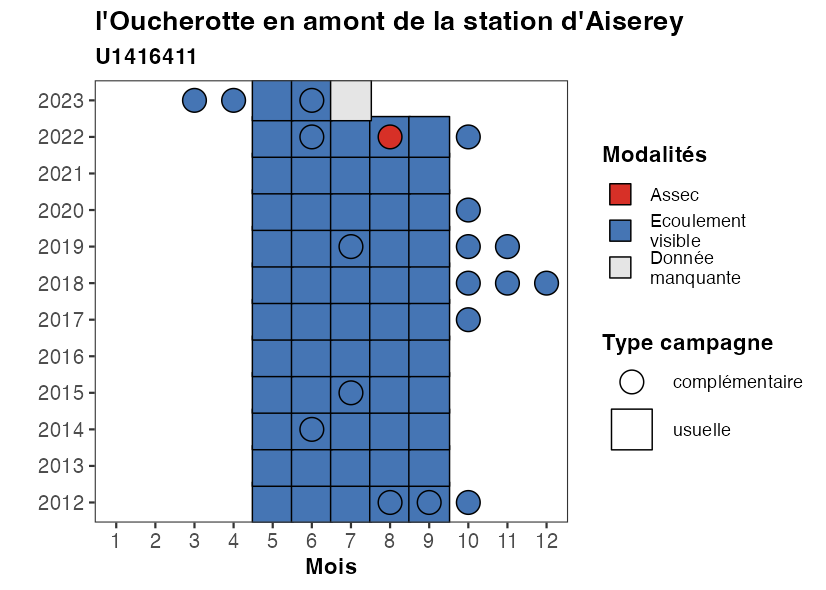 l'Oucherotte en amont de la station d'Aiserey
U1416411
2023
2022
2021
2020
2019
2018
2017
2016
2015
2014
2013
2012
1 2 3 4 5 6 7 8 9 10 11 12
Mois
Modalités
Assec
Ecoulement
visible
Donnée
manquante
Type campagne
complémentaire
usuelle